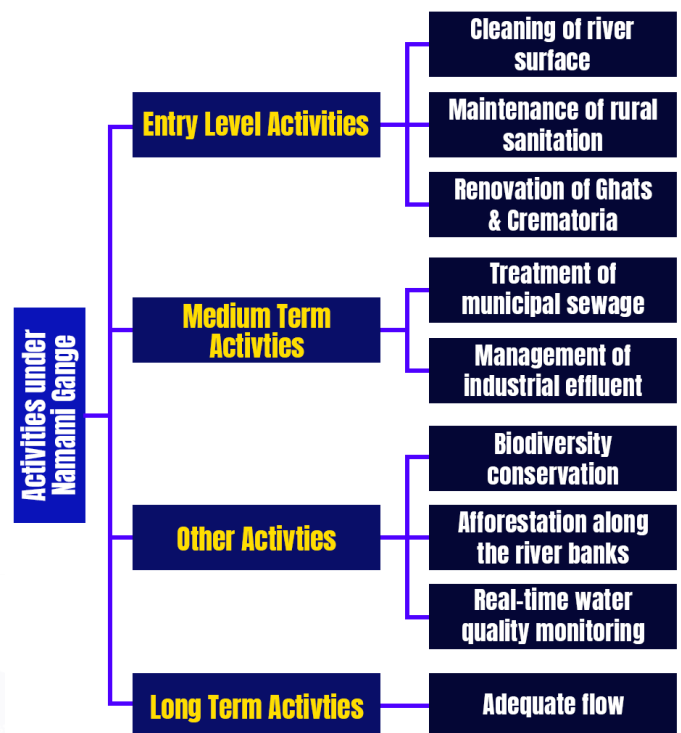 Activities under
Namami Gange
Entry Level Activities
Cleaning of river
surface
Maintenance of rural
sanitation
Renovation of Ghats
& Crematoria
Medium Term
Activties
Treatment of
municipal sewage
Management of
industrial effluent
Other Activties
Biodiversity
conservation
Afforestation along
the river banks
Real-time water
quality monitoring
Long Term Activties
Adequate flow